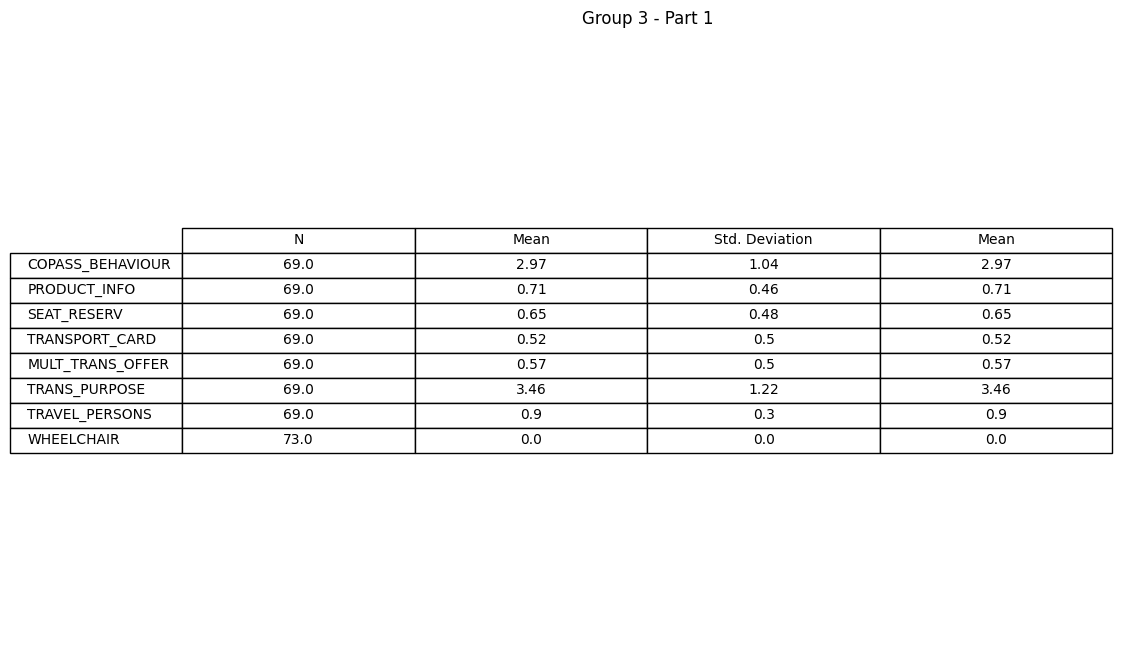 Group 3 - Part 1
N Mean Std. Deviation Mean
COPASS_BEHAVIOUR 69.0 2.97 1.04 2.97
PRODUCT_INFO 69.0 0.71 0.46 0.71
SEAT_RESERV 69.0 0.65 0.48 0.65
TRANSPORT_CARD 69.0 0.52 0.5 0.52
MULT_TRANS_OFFER 69.0 0.57 0.5 0.57
TRANS_PURPOSE 69.0 3.46 1.22 3.46
TRAVEL_PERSONS 69.0 0.9 0.3 0.9
WHEELCHAIR 73.0 0.0 0.0 0.0